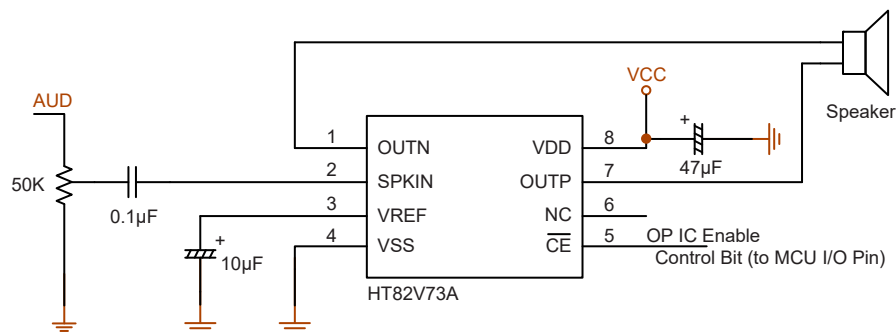 VCC
Speaker
AUD
+
1
OUTN
VDD
8
47µF
50K
2
SPKIN
OUTP
7
0.1µF
3
VREF
NC
6
+
10µF
4
VSS
CE
5
OP IC Enable
Control Bit (to MCU I/O Pin)
HT82V73A